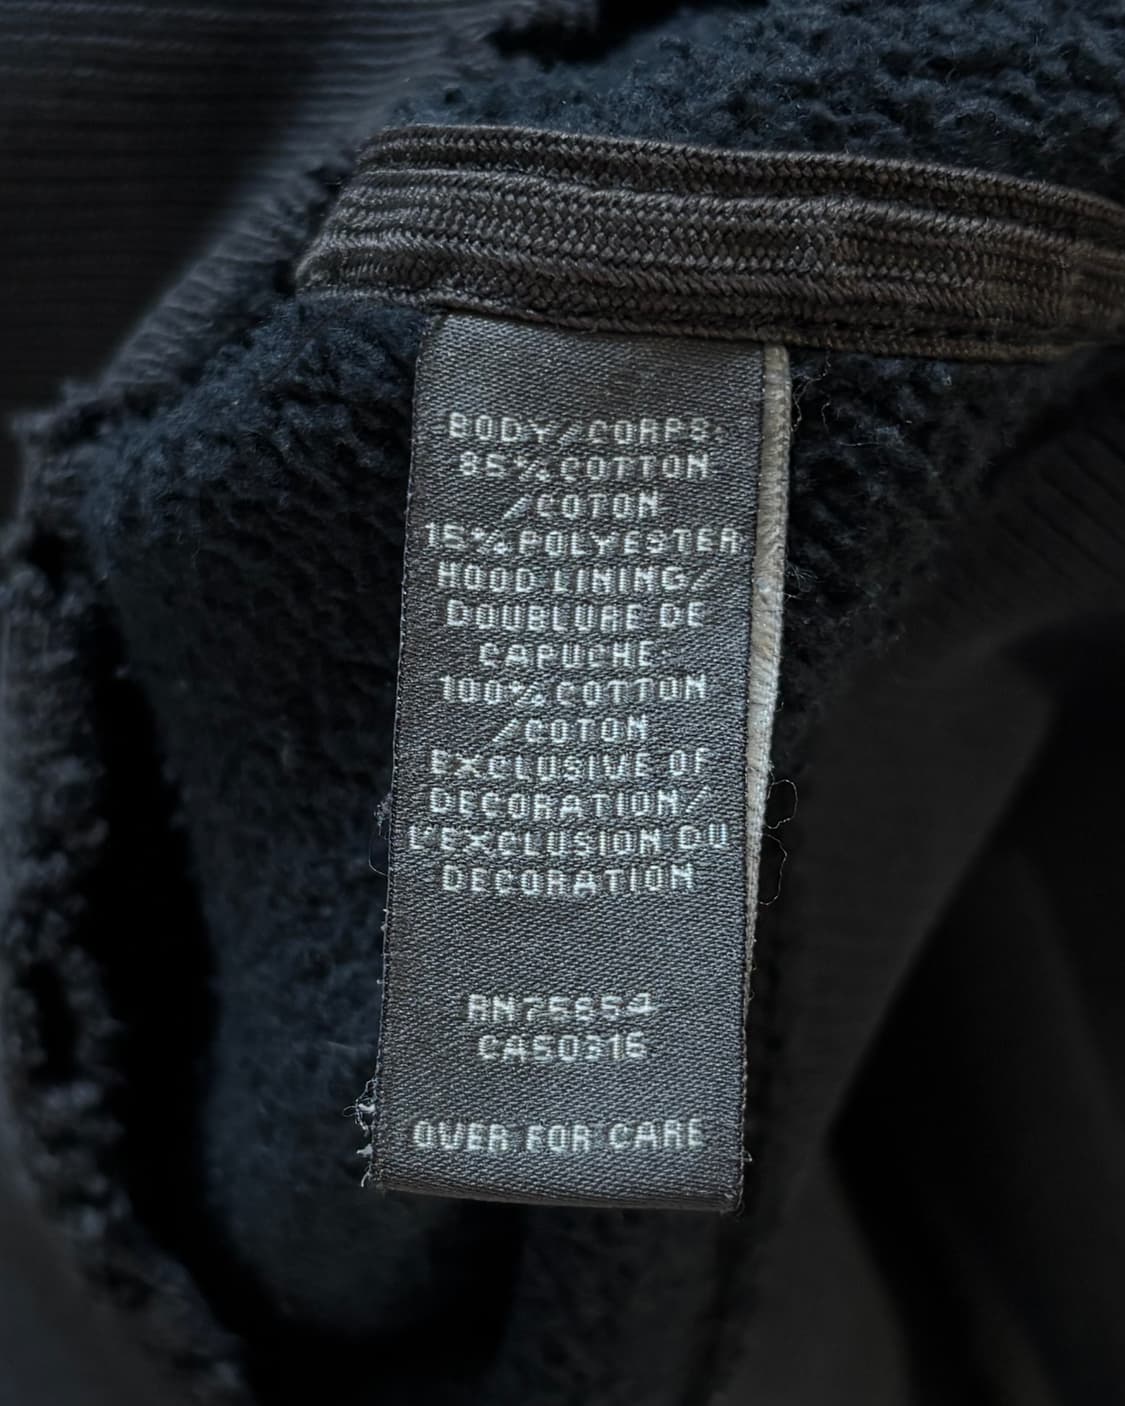 BODY/CORPS:
85%COTTON
/COTON
15%POLYESTER
HOOD LINING/
DOUBLURE DE
CAPUCHE
100%COTTON
/COTON
EXCLUSIVE OF
DECORATION/
L'EXCLUSION DU
DECORATION
CA50316
OVER FOR CARE